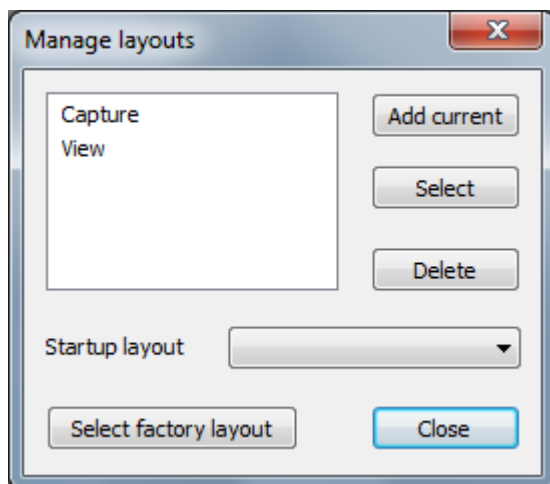 Manage layouts
Capture
View
Add current
Select
Delete
Startup layout
Select factory layout
Close